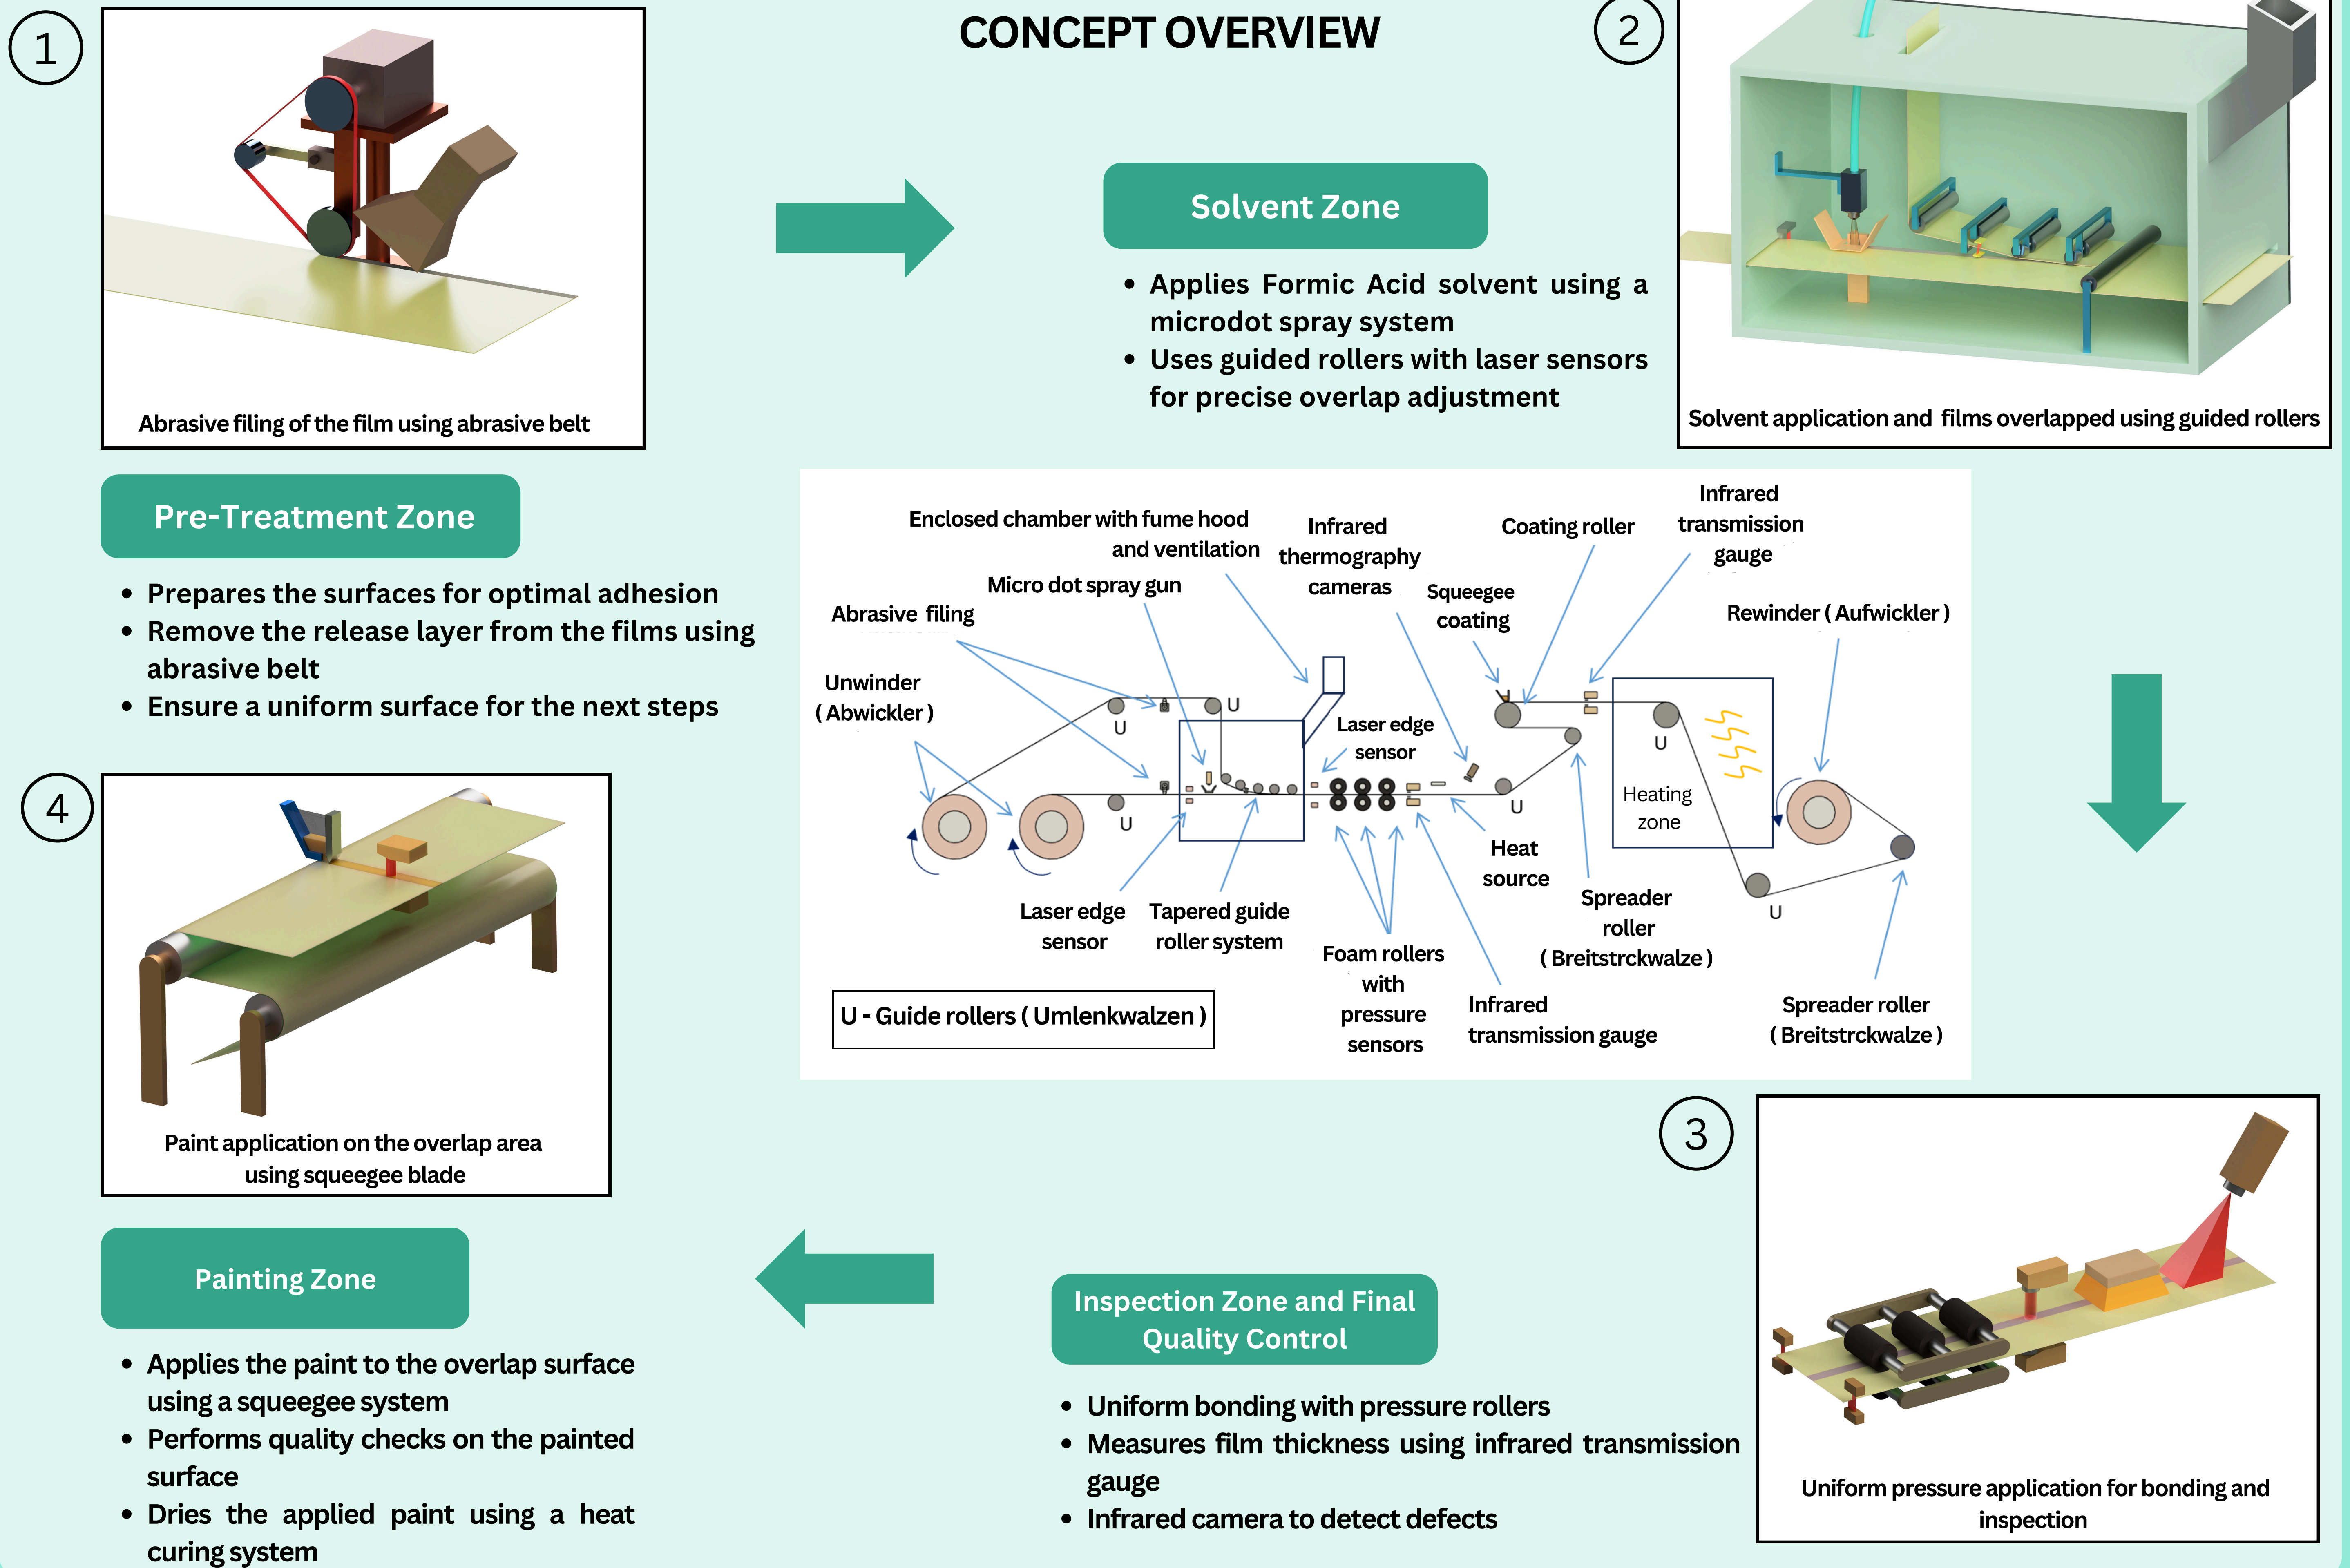 CONCEPT OVERVIEW
1
Abrasive filing of the film using abrasive belt
Pre-Treatment Zone
Prepares the surfaces for optimal adhesion
Remove the release layer from the films using
abrasive belt
Ensure a uniform surface for the next steps
2
Solvent Zone
Applies Formic Acid solvent using a
microdot spray system
Uses guided rollers with laser sensors
for precise overlap adjustment
Solvent application and films overlapped using guided rollers
Enclosed chamber with fume hood
and ventilation
Micro dot spray gun
Abrasive filing
Unwinder
( Abwickler )
Infrared
thermography
cameras
Squeegee
coating
Coating roller
Infrared
transmission
gauge
Rewinder ( Aufwickler )
U
U
U
Laser edge
sensor
U
U
Heating
zone
U
Heat
source
Laser edge
sensor
Tapered guide
roller system
Foam rollers
with
pressure
sensors
Infrared
transmission gauge
Spreader
roller
( Breitstrckwalze )
Spreader roller
( Breitstrckwalze )
U - Guide rollers ( Umlenkwalzen )
3
Uniform pressure application for bonding and
inspection
Inspection Zone and Final
Quality Control
Uniform bonding with pressure rollers
Measures film thickness using infrared transmission
gauge
Infrared camera to detect defects
4
Paint application on the overlap area
using squeegee blade
Painting Zone
Applies the paint to the overlap surface
using a squeegee system
Performs quality checks on the painted
surface
Dries the applied paint using a heat
curing system